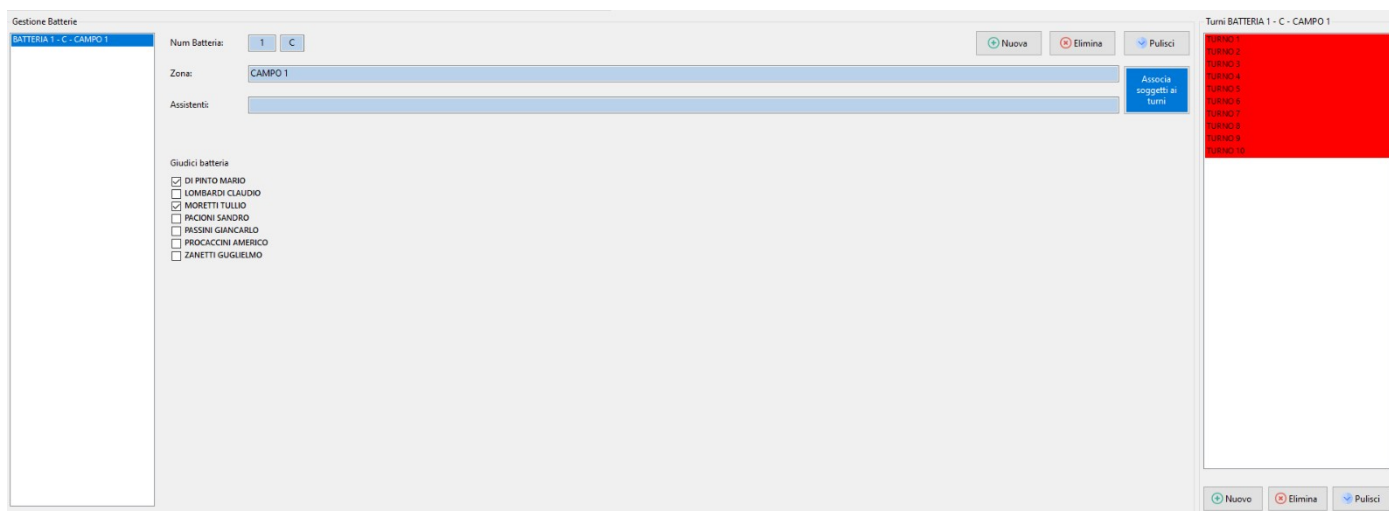 Gestione Batterie
BATTERIA 1 - C - CAMPO 1
Num Batteria: 1 C
Nuova Elimina Pulisci
Zona: CAMPO 1
Assistenti:
Associa
soggetti ai
turni
Giudici batteria
DI PINTO MARIO
LOMBARDI CLAUDIO
MORETTI TULLIO
PACIONI SANDRO
PASSINI GIANCARLO
PROCACCINI AMERICO
ZANETTI GUGLIELMO
Turni BATTERIA 1 - C - CAMPO 1
TURNO 1
TURNO 2
TURNO 3
TURNO 4
TURNO 5
TURNO 6
TURNO 7
TURNO 8
TURNO 9
TURNO 10
Nuovo Elimina Pulisci